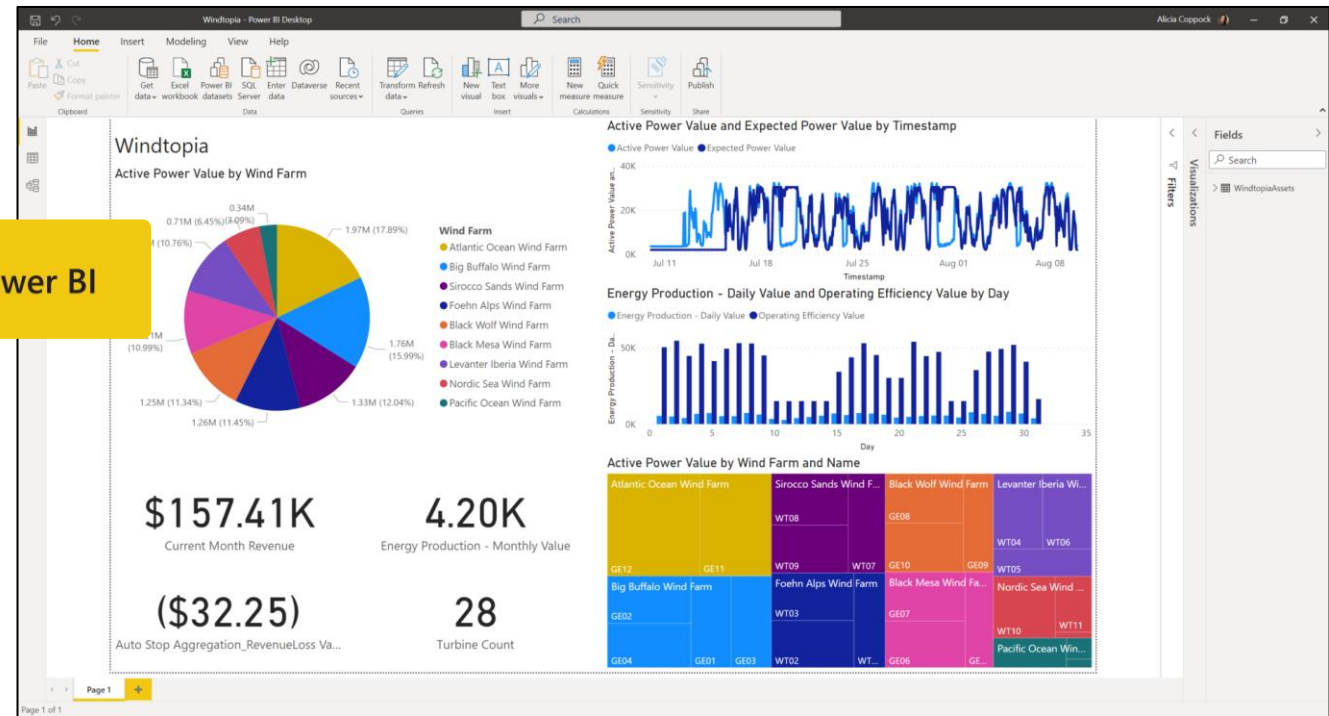 Windtopia - Power BI Desktop
Search
Alicia Coppock
File Home Insert Modeling View Help
Paste
Cut
Copy
Format painter
Get data
Excel workbook
Power BI datasets
SQL Server
Enter data
Dataverse
Recent sources
Transform data
Refresh
New visual
Text box
More visuals
New measure
Quick measure
Sensitivity
Publish
Clipboard Data Queries Insert Calculations Sensitivity Share
wer BI
Windtopia
Active Power Value by Wind Farm
0.34M
(3.09%)
0.71M (6.45%)
(10.76%)
(10.99%)
1.25M (11.34%)
1.26M (11.45%)
1.33M (12.04%)
1.76M
(15.99%)
1.97M (17.89%)
Wind Farm
Atlantic Ocean Wind Farm
Big Buffalo Wind Farm
Sirocco Sands Wind Farm
Foehn Alps Wind Farm
Black Wolf Wind Farm
Black Mesa Wind Farm
Levanter Iberia Wind Farm
Nordic Sea Wind Farm
Pacific Ocean Wind Farm
$157.41K
Current Month Revenue
4.20K
Energy Production - Monthly Value
($32.25)
Auto Stop Aggregation_RevenueLoss Va...
28
Turbine Count
Active Power Value and Expected Power Value by Timestamp
Active Power Value Expected Power Value
Active Power Value an...
40K
20K
0K
Jul 11 Jul 18 Jul 25 Aug 01 Aug 08
Timestamp
Energy Production - Daily Value and Operating Efficiency Value by Day
Energy Production - Daily Value Operating Efficiency Value
Energy Production - Da...
50K
0K
0 5 10 15 20 25 30 35
Day
Active Power Value by Wind Farm and Name
Atlantic Ocean Wind Farm
GE12 GE11
Big Buffalo Wind Farm
GE02
GE04 GE01 GE03
Sirocco Sands Wind F...
WT08
WT09 WT07
Foehn Alps Wind Farm
WT03
WT02 WT...
Black Wolf Wind Farm
GE08
GE10 GE09
Black Mesa Wind Fa...
GE07
GE06 GE...
Levanter Iberia Wi...
WT04 WT06
WT05
Nordic Sea Wind ...
WT10 WT11
Pacific Ocean Win...
Filters
Visualizations
Fields
Search
WindtopiaAssets
Page 1
Page 1 of 1